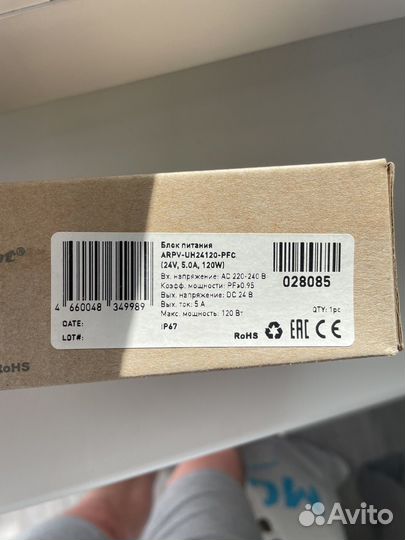 Блок питания
ARPV-UH24120-PFC
(24V, 5.0A, 120W)
Вх. напряжение: AC 220-240 В
Коэфф. мощности: PF≥0.95
Вых. напряжение: DC 24 В
Вых. ток: 5 А
Макс. мощность: 120 Вт
IP67
4 660048 349989
DATE:
LOT#:
028085
QTY: 1pc
RoHS
EAC CE
RoHS
Avito